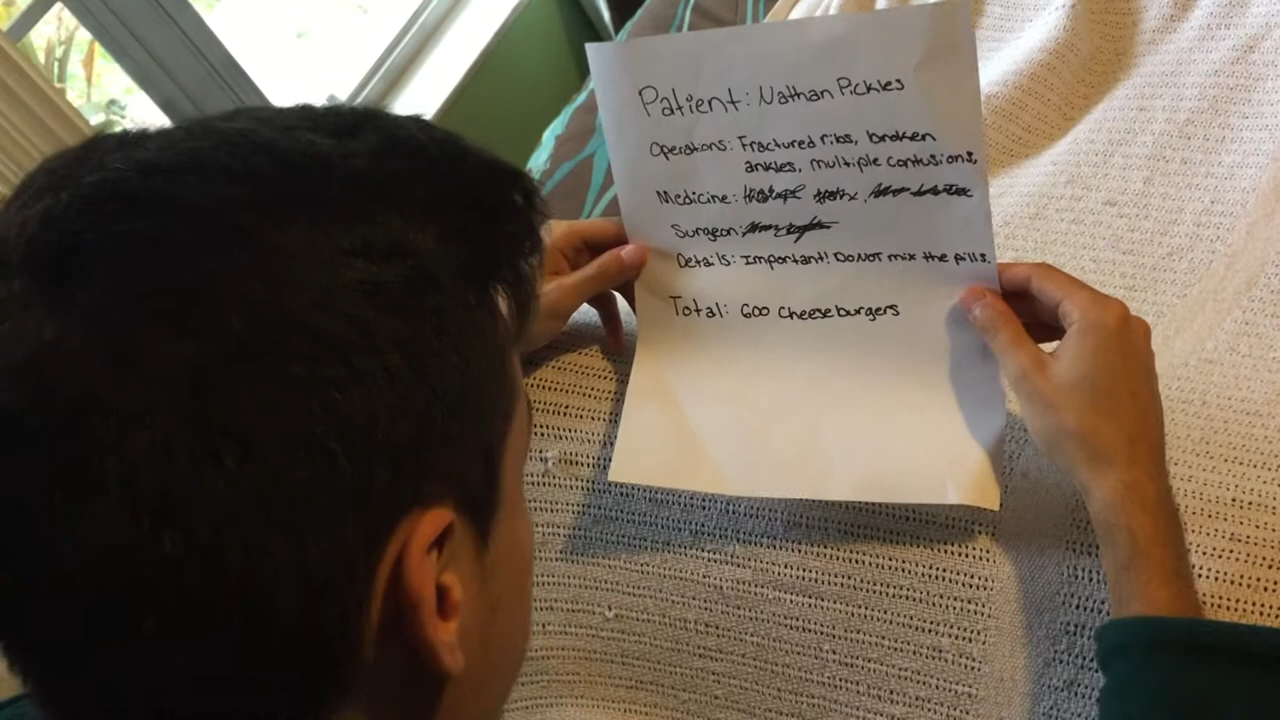 Patient: Nathan Pickles
Operations: Fractured ribs, broken
ankles, multiple contusions,
Medicine:
Surgeon:
Details: Important! DO NOT mix the pills.
Total: 600 cheeseburgers